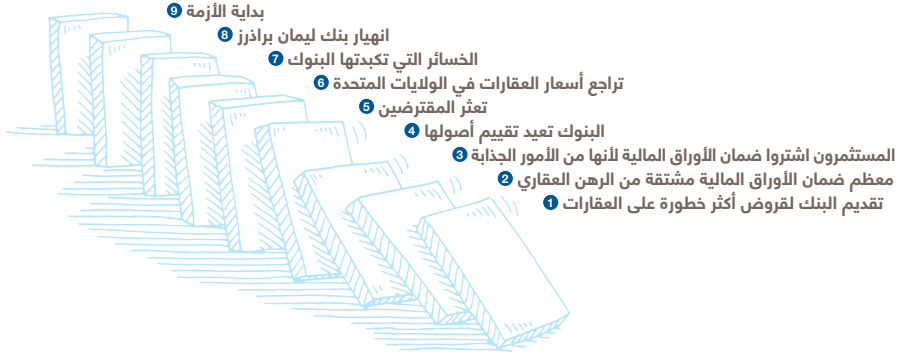 9 بداية الأزمة
8 انهيار بنك ليمان براذرز
7 الخسائر التي تكبدتها البنوك
6 تراجع أسعار العقارات في الولايات المتحدة
5 تعثر المقترضين
4 البنوك تعيد تقييم أصولها
3 المستثمرون اشتروا ضمان الأوراق المالية لأنها من الأمور الجذابة
2 معظم ضمان الأوراق المالية مشتقة من الرهن العقاري
1 تقديم البنك لقروض أكثر خطورة على العقارات